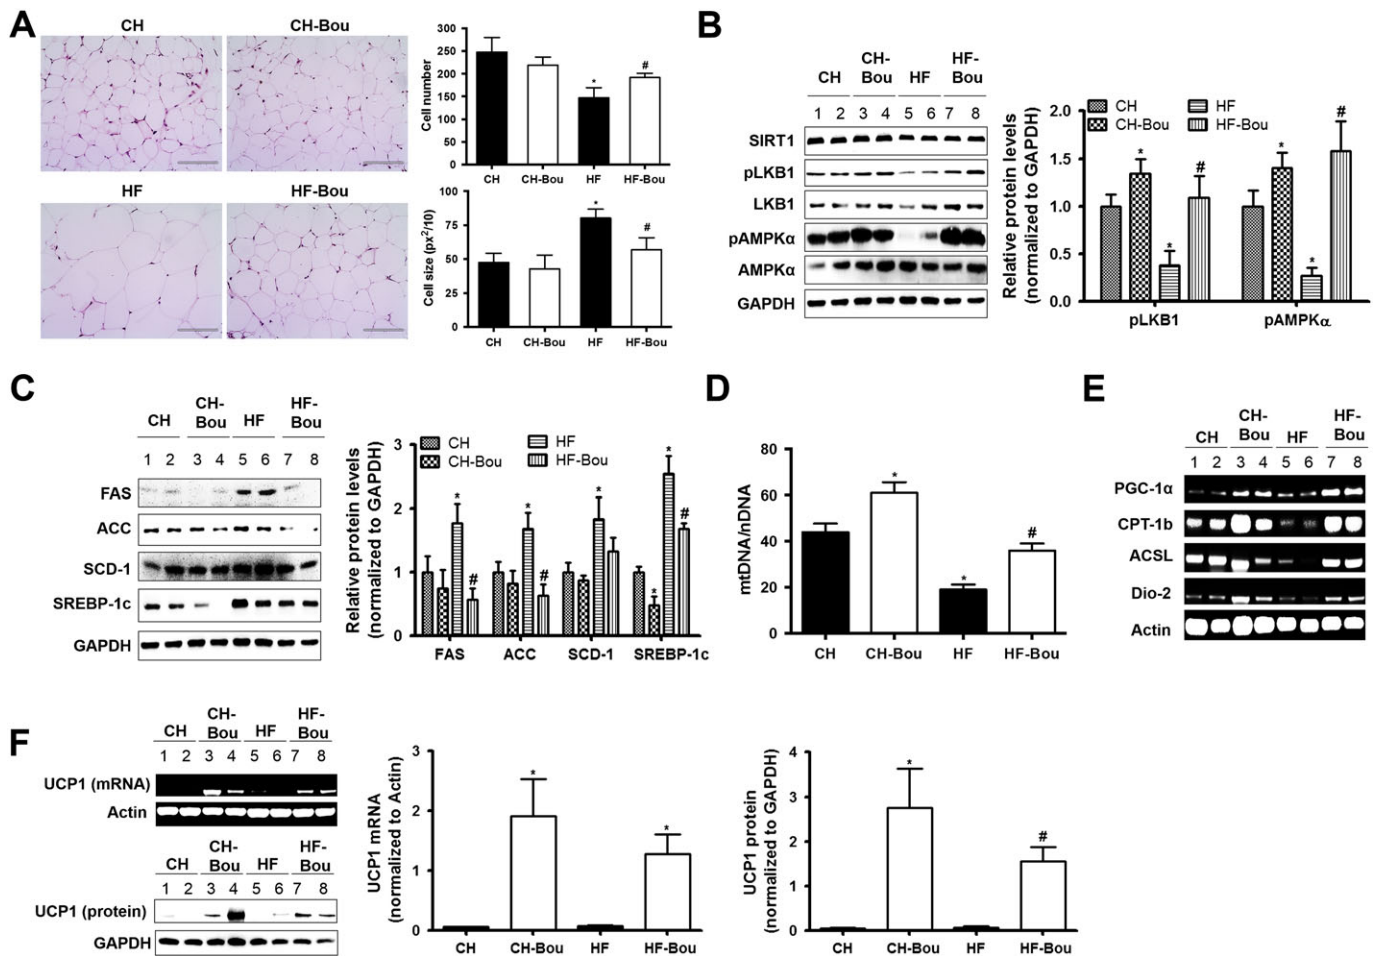 A
CH
CH-Bou
HF
HF-Bou
Cell number
300
250
200
150
100
50
0
*
#
CH
CH-Bou
HF
HF-Bou
Cell size (px²/10)
100
75
50
25
0
*
#
CH
CH-Bou
HF
HF-Bou
B
CH
CH-
Bou
HF
HF-
Bou
1 2 3 4 5 6 7 8
SIRT1
pLKB1
LKB1
pAMPKα
AMPKα
GAPDH
Relative protein levels
(normalized to GAPDH)
2.0
1.5
1.0
0.5
0.0
CH
CH-Bou
HF
HF-Bou
*
*
#
*
*
#
pLKB1
pAMPKα
C
CH
CH-
Bou
HF
HF-
Bou
1 2 3 4 5 6 7 8
FAS
ACC
SCD-1
SREBP-1c
GAPDH
Relative protein levels
(normalized to GAPDH)
3
2
1
0
CH
CH-Bou
HF
HF-Bou
*
#
*
#
*
*
*
#
FAS
ACC
SCD-1
SREBP-1c
D
mtDNA/nDNA
80
60
40
20
0
*
*
#
CH
CH-Bou
HF
HF-Bou
E
CH
CH-
Bou
HF
HF-
Bou
1 2 3 4 5 6 7 8
PGC-1α
CPT-1b
ACSL
Dio-2
Actin
F
CH
CH-
Bou
HF
HF-
Bou
1 2 3 4 5 6 7 8
UCP1 (mRNA)
Actin
CH
CH-
Bou
HF
HF-
Bou
1 2 3 4 5 6 7 8
UCP1 (protein)
GAPDH
UCP1 mRNA
(normalized to Actin)
3
2
1
0
*
*
CH
CH-Bou
HF
HF-Bou
UCP1 protein
(normalized to GAPDH)
4
3
2
1
0
*
#
CH
CH-Bou
HF
HF-Bou